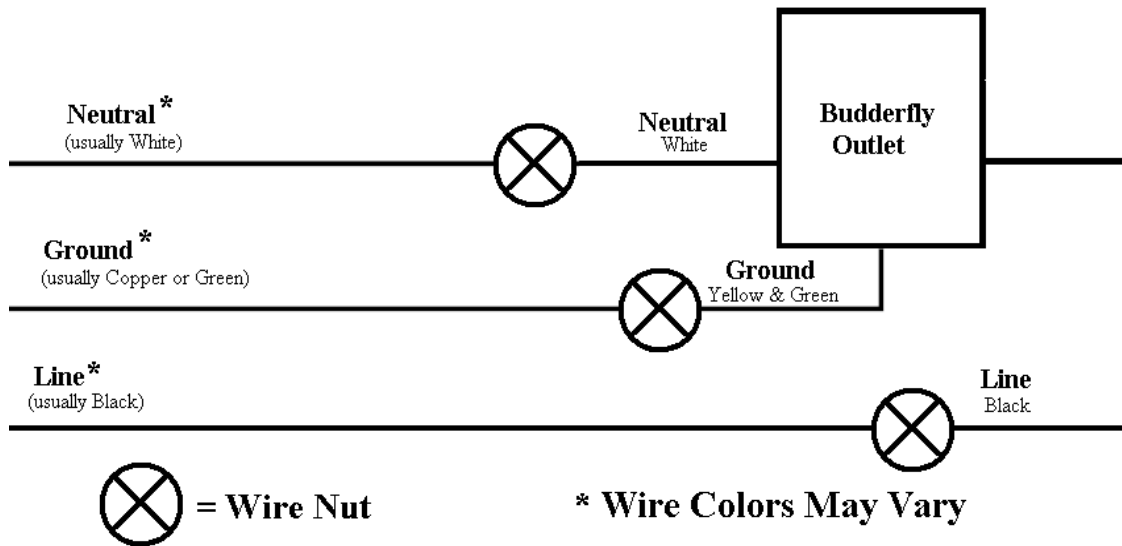 Neutral*
(usually White)
Neutral
White
Budderfly
Outlet
Ground*
(usually Copper or Green)
Ground
Yellow & Green
Line*
(usually Black)
Line
Black
= Wire Nut
* Wire Colors May Vary